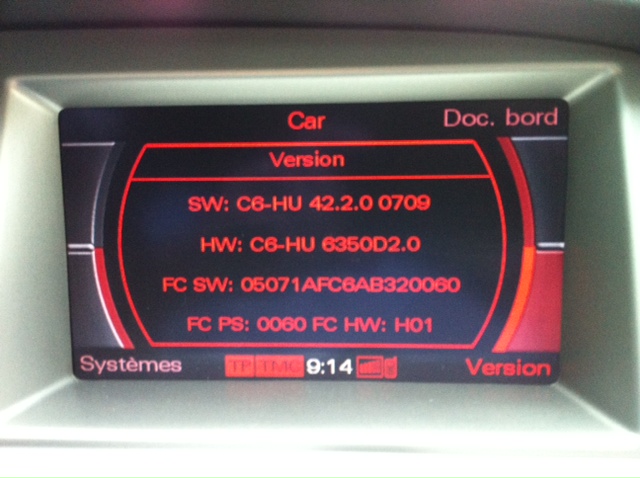 Car
Doc. bord
Version
SW: C6-HU 42.2.0 0709
HW: C6-HU 6350D2.0
FC SW: 05071AFC6AB320060
FC PS: 0060 FC HW: H01
Systèmes
TP TMC 9:14
Version